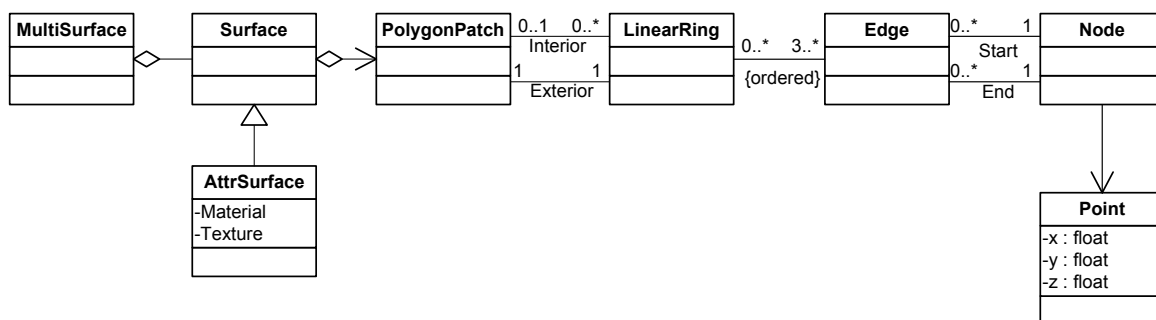 MultiSurface
Surface
PolygonPatch
0..1 0..*
Interior
1 1
Exterior
LinearRing
0..* 3..*
{ordered}
Edge
0..* 1
Start
0..* 1
End
Node
AttrSurface
-Material
-Texture
Point
-x : float
-y : float
-z : float